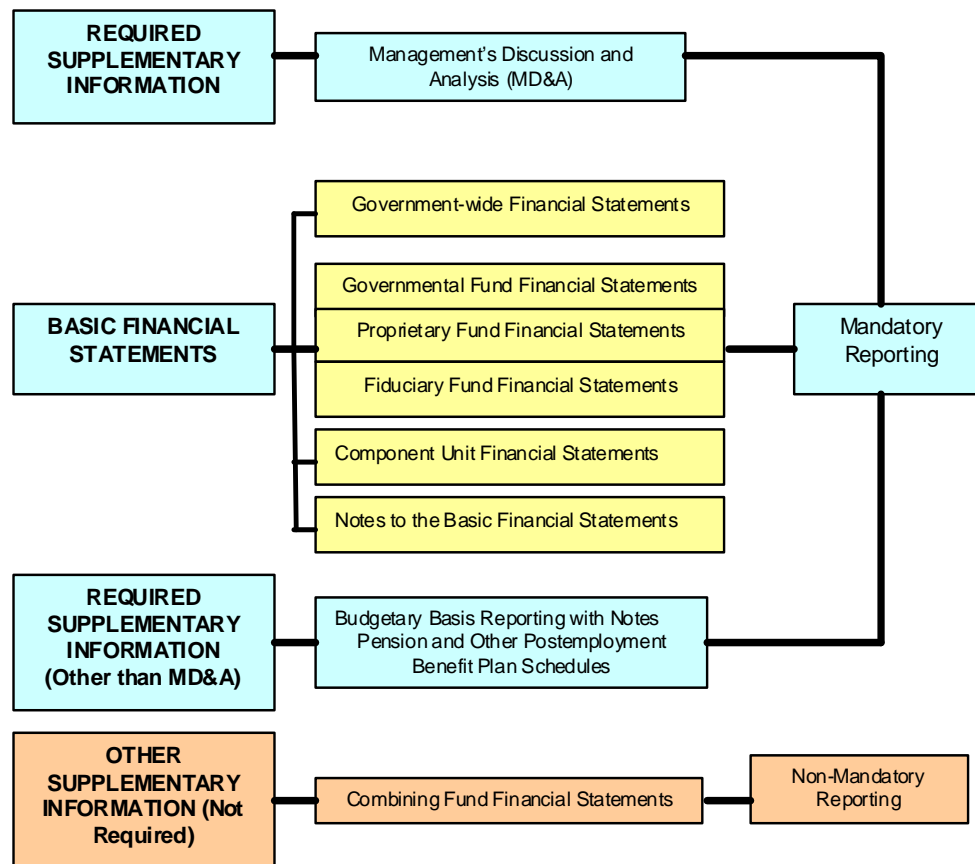 REQUIRED
SUPPLEMENTARY
INFORMATION
Management's Discussion and
Analysis (MD&A)
Government-wide Financial Statements
Governmental Fund Financial Statements
BASIC FINANCIAL
STATEMENTS
Proprietary Fund Financial Statements
Mandatory
Reporting
Fiduciary Fund Financial Statements
Component Unit Financial Statements
Notes to the Basic Financial Statements
REQUIRED
SUPPLEMENTARY
INFORMATION
(Other than MD&A)
Budgetary Basis Reporting with Notes
Pension and Other Postemployment
Benefit Plan Schedules
OTHER
SUPPLEMENTARY
INFORMATION (Not
Required)
Combining Fund Financial Statements
Non-Mandatory
Reporting